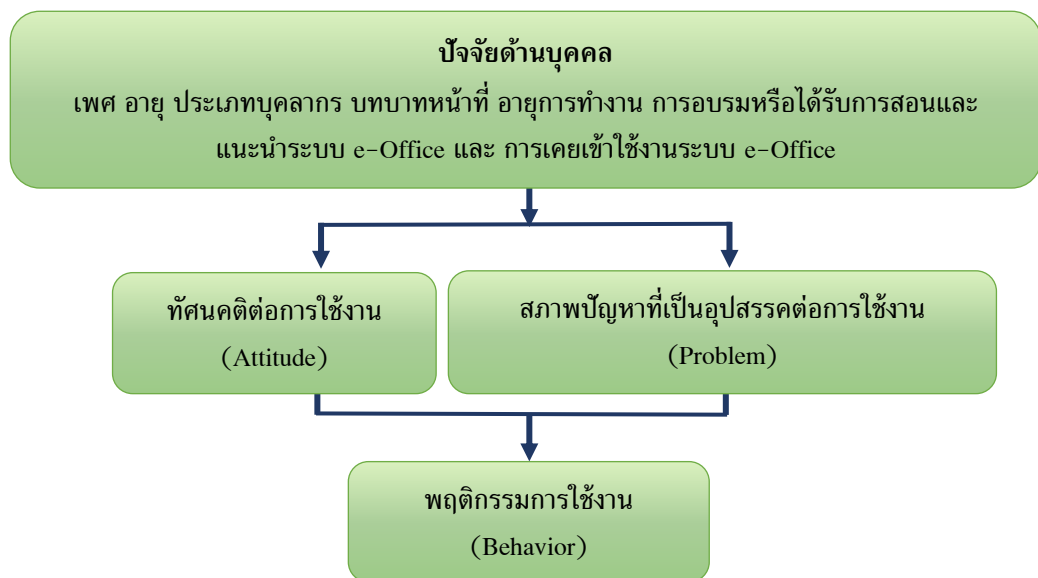 ปัจจัยด้านบุคคล
เพศ อายุ ประเภทบุคลากร บทบาทหน้าที่ อายุการทำงาน การอบรมหรือได้รับการสอนและ
แนะนำระบบ e-Office และ การเคยเข้าใช้งานระบบ e-Office
ทัศนคติต่อการใช้งาน
(Attitude)
สภาพปัญหาที่เป็นอุปสรรคต่อการใช้งาน
(Problem)
พฤติกรรมการใช้งาน
(Behavior)